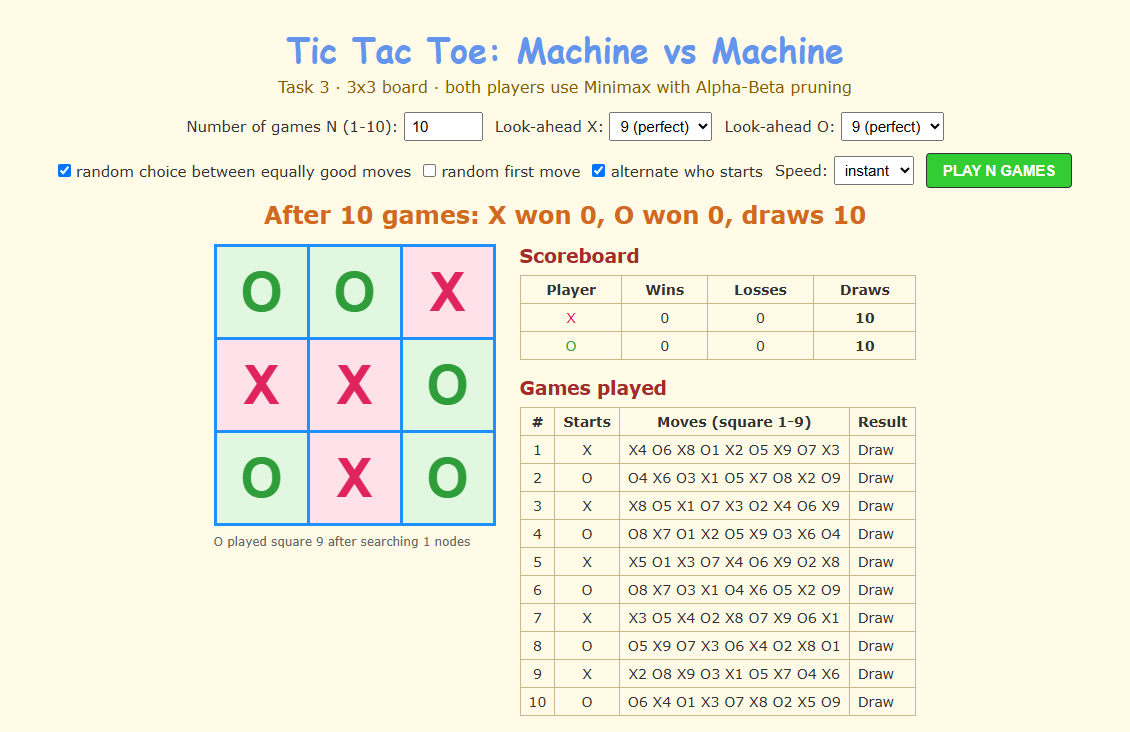 Tic Tac Toe: Machine vs Machine
Task 3 · 3x3 board · both players use Minimax with Alpha-Beta pruning
Number of games N (1-10): 10 Look-ahead X: 9 (perfect) Look-ahead O: 9 (perfect)
random choice between equally good moves random first move alternate who starts Speed: instant PLAY N GAMES
After 10 games: X won 0, O won 0, draws 10
O O X
X X O
O X O
O played square 9 after searching 1 nodes
Scoreboard
Player Wins Losses Draws
X 0 0 10
O 0 0 10
Games played
# Starts Moves (square 1-9) Result
1 X X4 O6 X8 O1 X2 O5 X9 O7 X3 Draw
2 O O4 X6 O3 X1 O5 X7 O8 X2 O9 Draw
3 X X8 O5 X1 O7 X3 O2 X4 O6 X9 Draw
4 O O8 X7 O1 X2 O5 X9 O3 X6 O4 Draw
5 X X5 O1 X3 O7 X4 O6 X9 O2 X8 Draw
6 O O8 X7 O3 X1 O4 X6 O5 X2 O9 Draw
7 X X3 O5 X4 O2 X8 O7 X9 O6 X1 Draw
8 O O5 X9 O7 X3 O6 X4 O2 X8 O1 Draw
9 X X2 O8 X9 O3 X1 O5 X7 O4 X6 Draw
10 O O6 X4 O1 X3 O7 X8 O2 X5 O9 Draw